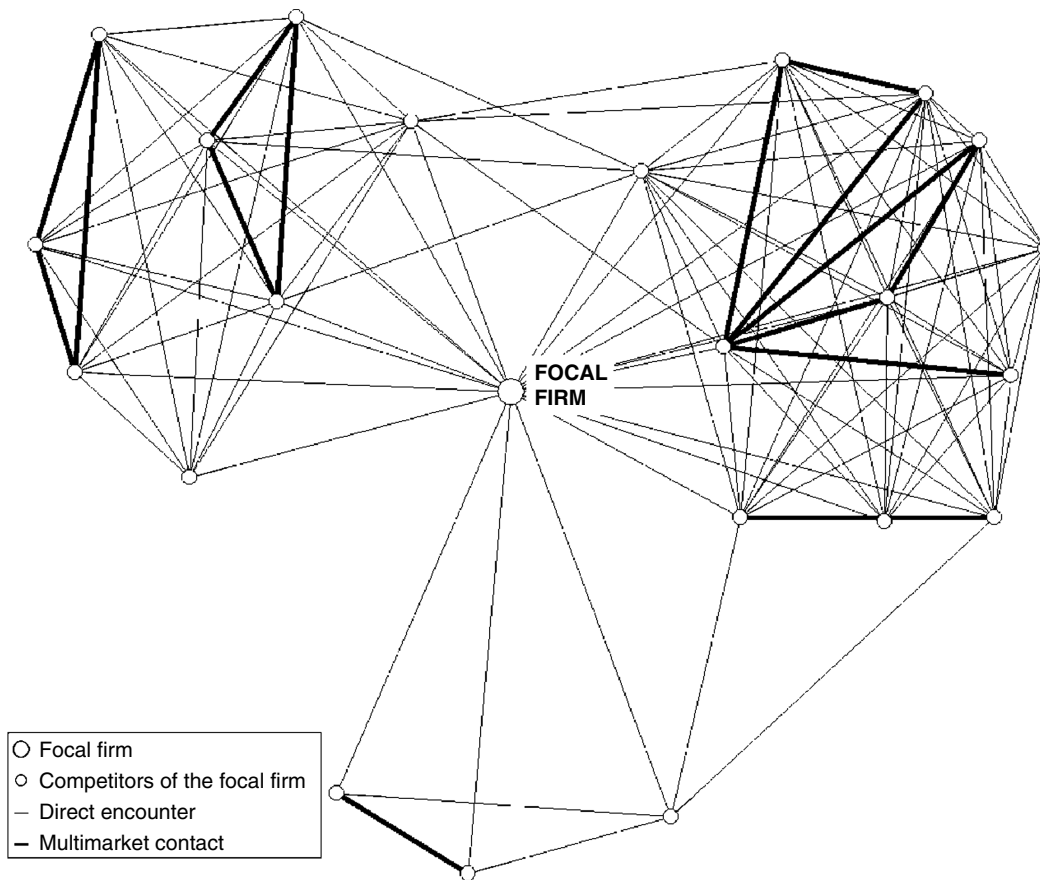 FOCAL
FIRM
Focal firm
Competitors of the focal firm
Direct encounter
Multimarket contact